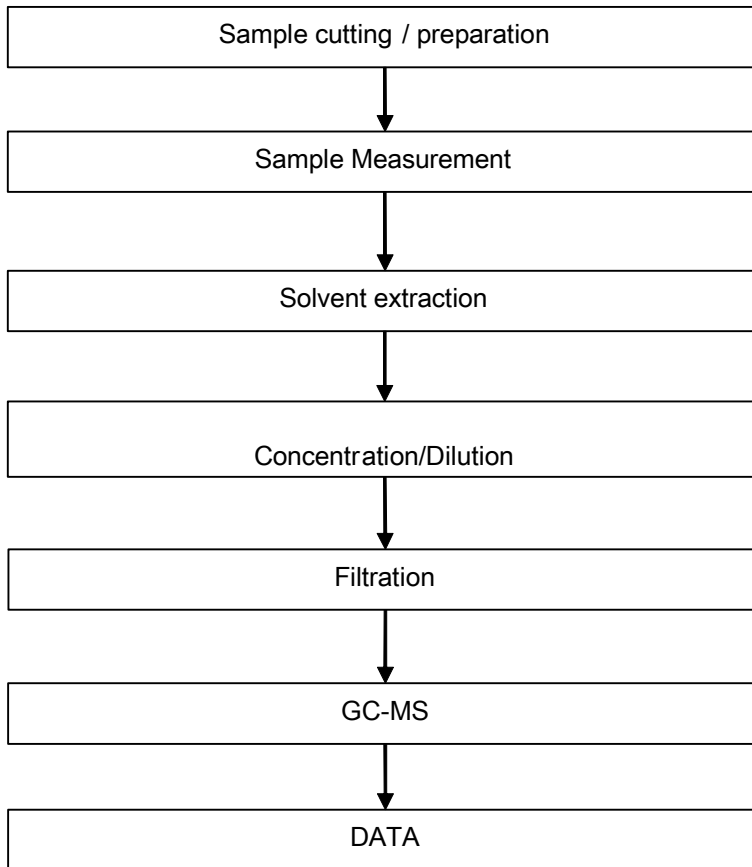 Sample cutting / preparation
Sample Measurement
Solvent extraction
Concentration/Dilution
Filtration
GC-MS
DATA